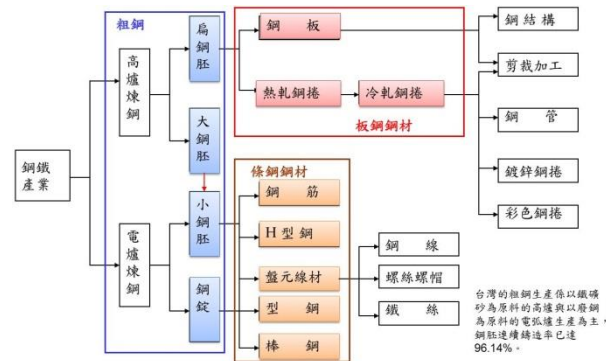 粗鋼
高爐煉鋼
扁鋼胚
大鋼胚
鋼鐵
產業
電爐煉鋼
小鋼胚
鋼錠
鋼 板
熱軋鋼捲
冷軋鋼捲
板鋼鋼材
條鋼鋼材
鋼 筋
H型鋼
盤元線材
型 鋼
棒 鋼
鋼 線
螺絲螺帽
鐵 絲
鋼結構
剪裁加工
鋼 管
鍍鋅鋼捲
彩色鋼捲
台灣的粗鋼生產係以鐵礦
砂為原料的高爐與以廢鋼
為原料的電弧爐生產為主,
鋼胚連續鑄造率已達
96.14%。